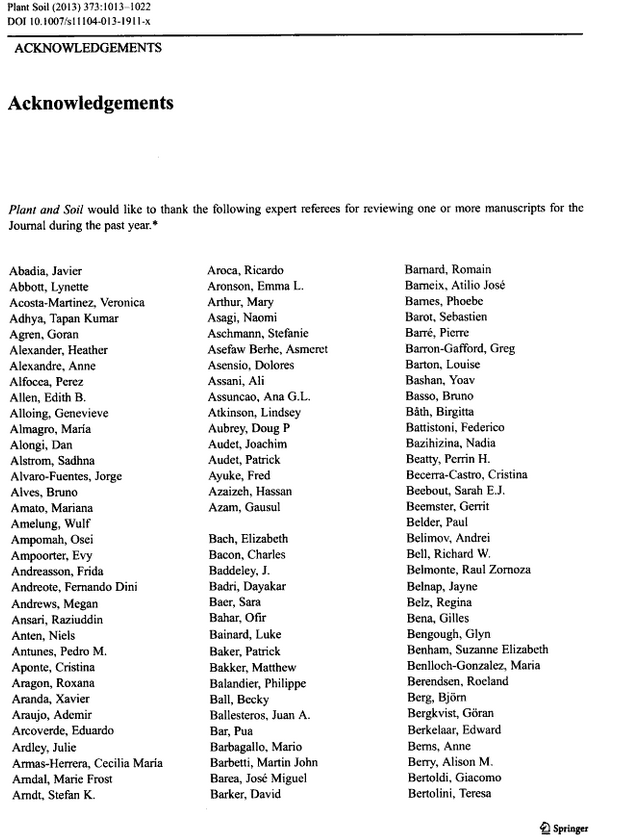 Plant Soil (2013) 373:1013–1022
DOI 10.1007/s11104-013-1911-x
ACKNOWLEDGEMENTS
Acknowledgements
Plant and Soil would like to thank the following expert referees for reviewing one or more manuscripts for the
Journal during the past year.*
Abadia, Javier
Abbott, Lynette
Acosta-Martinez, Veronica
Adhya, Tapan Kumar
Agren, Goran
Alexander, Heather
Alexandre, Anne
Alfocea, Perez
Allen, Edith B.
Alloing, Genevieve
Almagro, María
Alongi, Dan
Alstrom, Sadhna
Alvaro-Fuentes, Jorge
Alves, Bruno
Amato, Mariana
Amelung, Wulf
Ampomah, Osei
Ampoorter, Evy
Andreasson, Frida
Andreote, Fernando Dini
Andrews, Megan
Ansari, Raziuddin
Anten, Niels
Antunes, Pedro M.
Aponte, Cristina
Aragon, Roxana
Aranda, Xavier
Araujo, Ademir
Arcoverde, Eduardo
Ardley, Julie
Armas-Herrera, Cecilia María
Arndal, Marie Frost
Arndt, Stefan K.
Aroca, Ricardo
Aronson, Emma L.
Arthur, Mary
Asagi, Naomi
Aschmann, Stefanie
Asefaw Berhe, Asmeret
Asensio, Dolores
Assani, Ali
Assuncao, Ana G.L.
Atkinson, Lindsey
Aubrey, Doug P
Audet, Joachim
Audet, Patrick
Ayuke, Fred
Azaizeh, Hassan
Azam, Gausul
Bach, Elizabeth
Bacon, Charles
Baddeley, J.
Badri, Dayakar
Baer, Sara
Bahar, Ofir
Bainard, Luke
Baker, Patrick
Bakker, Matthew
Balandier, Philippe
Ball, Becky
Ballesteros, Juan A.
Bar, Pua
Barbagallo, Mario
Barbetti, Martin John
Barea, José Miguel
Barker, David
Barnard, Romain
Barneix, Atilio José
Barnes, Phoebe
Barot, Sebastien
Barré, Pierre
Barron-Gafford, Greg
Barton, Louise
Bashan, Yoav
Basso, Bruno
Båth, Birgitta
Battistoni, Federico
Bazihizina, Nadia
Beatty, Perrin H.
Becerra-Castro, Cristina
Beebout, Sarah E.J.
Beemster, Gerrit
Belder, Paul
Belimov, Andrei
Bell, Richard W.
Belmonte, Raul Zornoza
Belnap, Jayne
Belz, Regina
Bena, Gilles
Bengough, Glyn
Benham, Suzanne Elizabeth
Benlloch-Gonzalez, Maria
Berendsen, Roeland
Berg, Björn
Bergkvist, Göran
Berkelaar, Edward
Berns, Anne
Berry, Alison M.
Bertoldi, Giacomo
Bertolini, Teresa
Springer